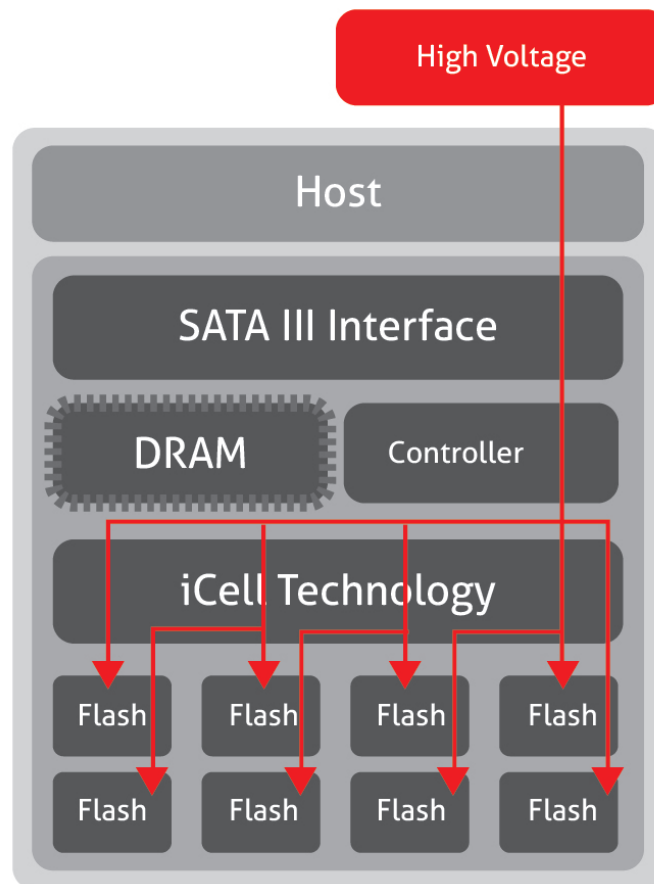 High Voltage
Host
SATA III Interface
DRAM
Controller
iCell Technology
Flash
Flash
Flash
Flash
Flash
Flash
Flash
Flash